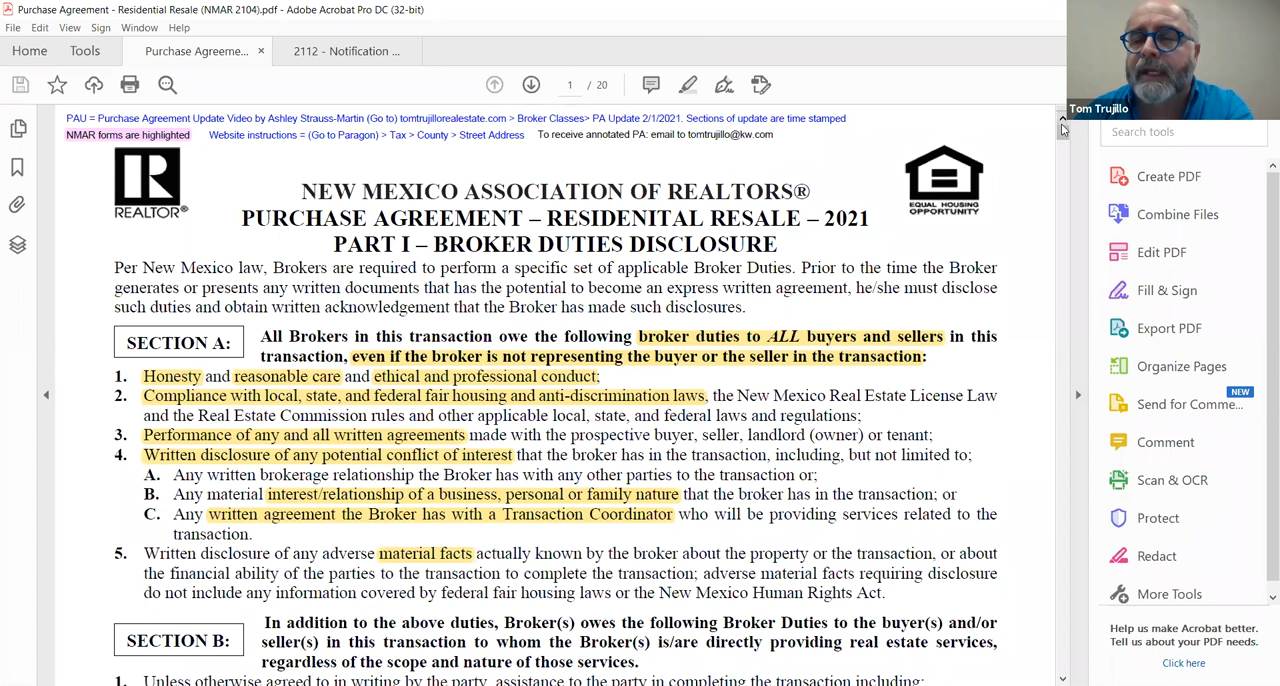 Purchase Agreement - Residential Resale (NMAR 2104).pdf - Adobe Acrobat Pro DC (32-bit)
File Edit View Sign Window Help
Home Tools Purchase Agreeme... × 2112 - Notification ...
1 / 20
Tom Trujillo
PAU = Purchase Agreement Update Video by Ashley Strauss-Martin (Go to) tomtrujillorealestate.com > Broker Classes> PA Update 2/1/2021. Sections of update are time stamped
NMAR forms are highlighted Website instructions = (Go to Paragon) > Tax > County > Street Address To receive annotated PA: email to tomtrujillo@kw.com
R
REALTOR®
EQUAL HOUSING
OPPORTUNITY
NEW MEXICO ASSOCIATION OF REALTORS®
PURCHASE AGREEMENT – RESIDENITAL RESALE – 2021
PART I – BROKER DUTIES DISCLOSURE
Per New Mexico law, Brokers are required to perform a specific set of applicable Broker Duties. Prior to the time the Broker
generates or presents any written documents that has the potential to become an express written agreement, he/she must disclose
such duties and obtain written acknowledgement that the Broker has made such disclosures.
SECTION A: All Brokers in this transaction owe the following broker duties to ALL buyers and sellers in this
transaction, even if the broker is not representing the buyer or the seller in the transaction:
1. Honesty and reasonable care and ethical and professional conduct;
2. Compliance with local, state, and federal fair housing and anti-discrimination laws, the New Mexico Real Estate License Law
and the Real Estate Commission rules and other applicable local, state, and federal laws and regulations;
3. Performance of any and all written agreements made with the prospective buyer, seller, landlord (owner) or tenant;
4. Written disclosure of any potential conflict of interest that the broker has in the transaction, including, but not limited to;
A. Any written brokerage relationship the Broker has with any other parties to the transaction or;
B. Any material interest/relationship of a business, personal or family nature that the broker has in the transaction; or
C. Any written agreement the Broker has with a Transaction Coordinator who will be providing services related to the
transaction.
5. Written disclosure of any adverse material facts actually known by the broker about the property or the transaction, or about
the financial ability of the parties to the transaction to complete the transaction; adverse material facts requiring disclosure
do not include any information covered by federal fair housing laws or the New Mexico Human Rights Act.
SECTION B: In addition to the above duties, Broker(s) owes the following Broker Duties to the buyer(s) and/or
seller(s) in this transaction to whom the Broker(s) is/are directly providing real estate services,
regardless of the scope and nature of those services.
1. Unless otherwise agreed to in writing by the party, assistance to the party in completing the transaction including:
Search tools
Create PDF
Combine Files
Edit PDF
Fill & Sign
Export PDF
Organize Pages
NEW
Send for Comme...
Comment
Scan & OCR
Protect
Redact
More Tools
Help us make Acrobat better.
Tell us about your PDF needs.
Click here